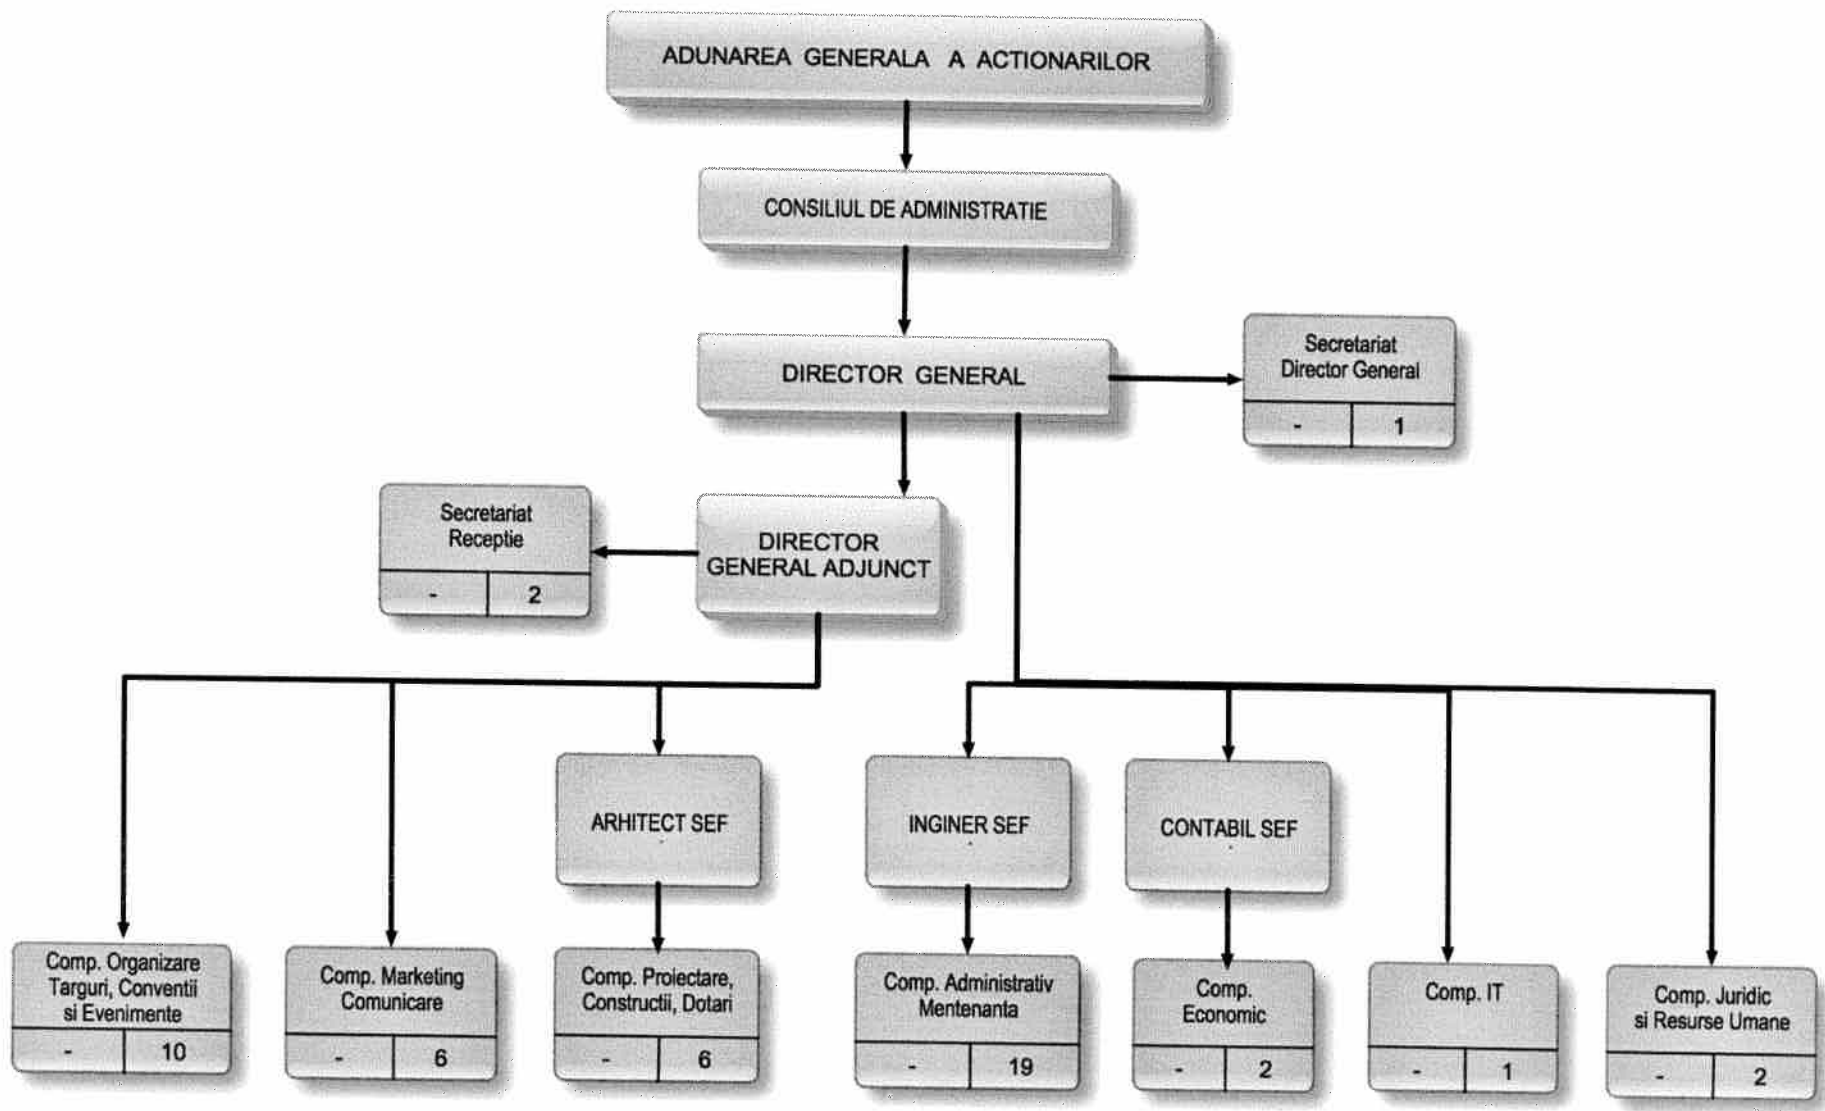 ADUNAREA GENERALA A ACTIONARILOR
CONSILIUL DE ADMINISTRATIE
DIRECTOR GENERAL
Secretariat
Director General
- 1
Secretariat
Receptie
- 2
DIRECTOR
GENERAL ADJUNCT
ARHITECT SEF
INGINER SEF
CONTABIL SEF
Comp. Organizare
Targuri, Conventii
si Evenimente
- 10
Comp. Marketing
Comunicare
- 6
Comp. Proiectare,
Constructii, Dotari
- 6
Comp. Administrativ
Mentenanta
- 19
Comp.
Economic
- 2
Comp. IT
- 1
Comp. Juridic
si Resurse Umane
- 2